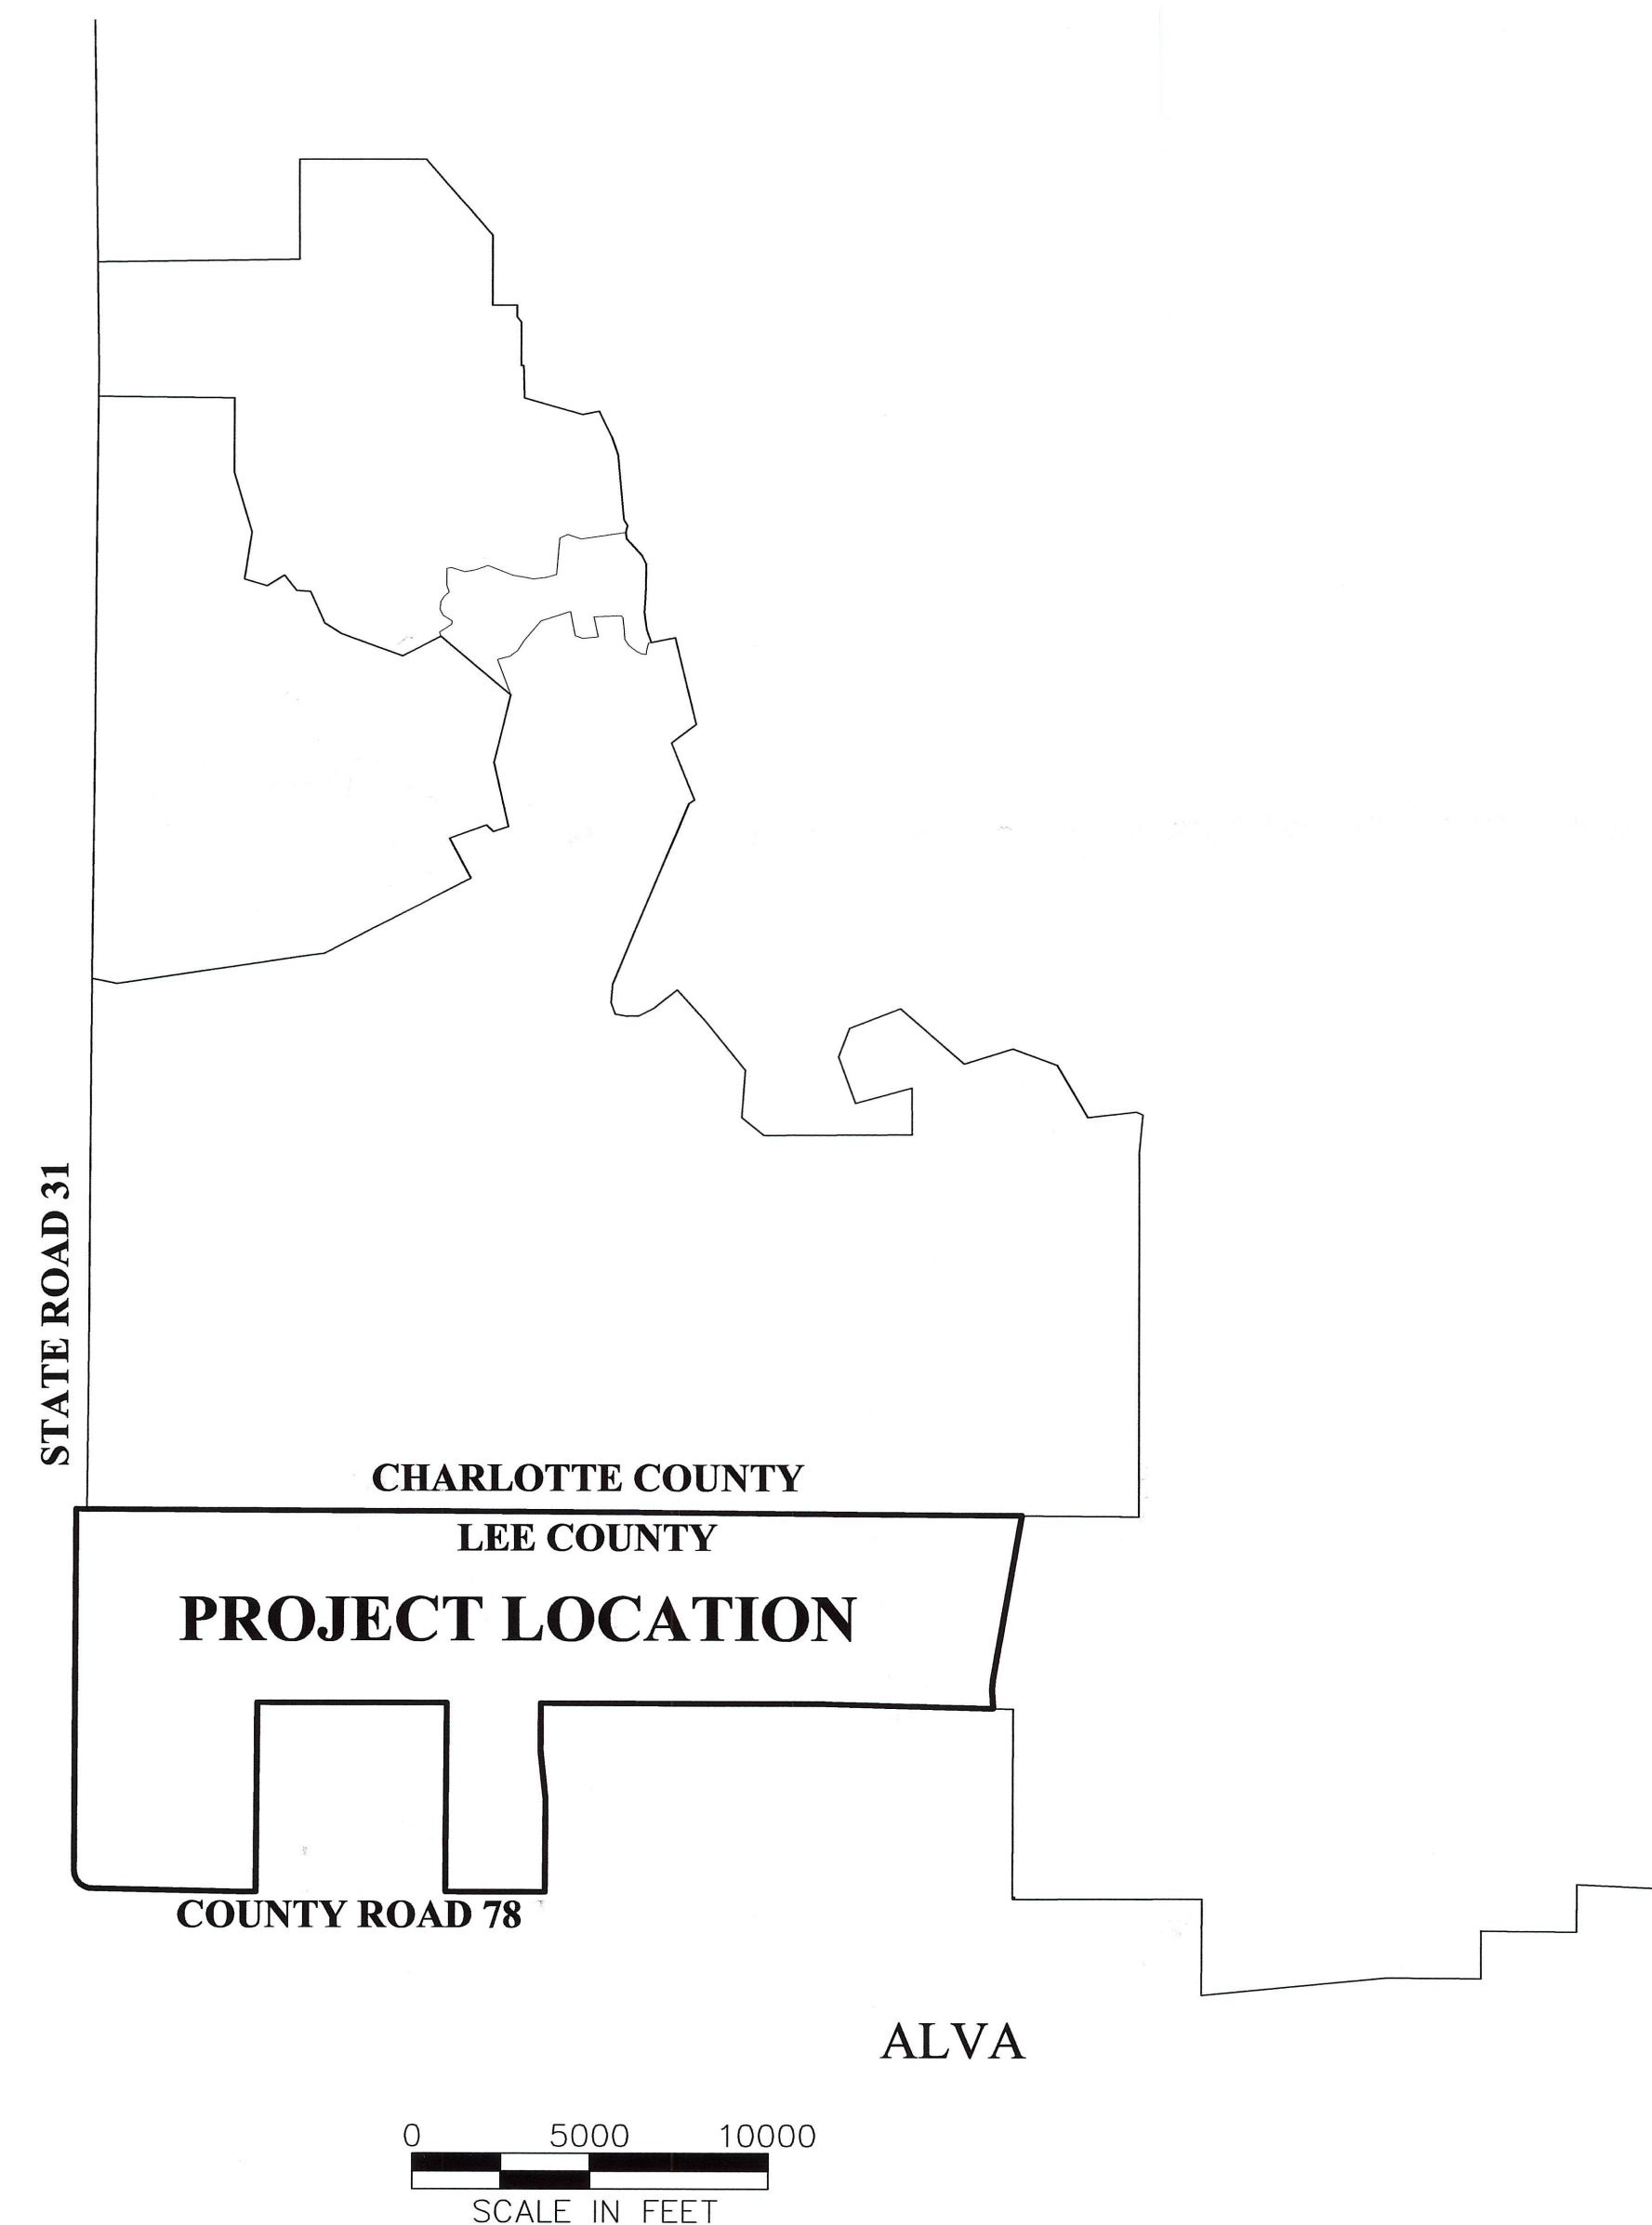 STATE ROAD 31
CHARLOTTE COUNTY
LEE COUNTY
PROJECT LOCATION
COUNTY ROAD 78
ALVA
0 5000 10000
SCALE IN FEET